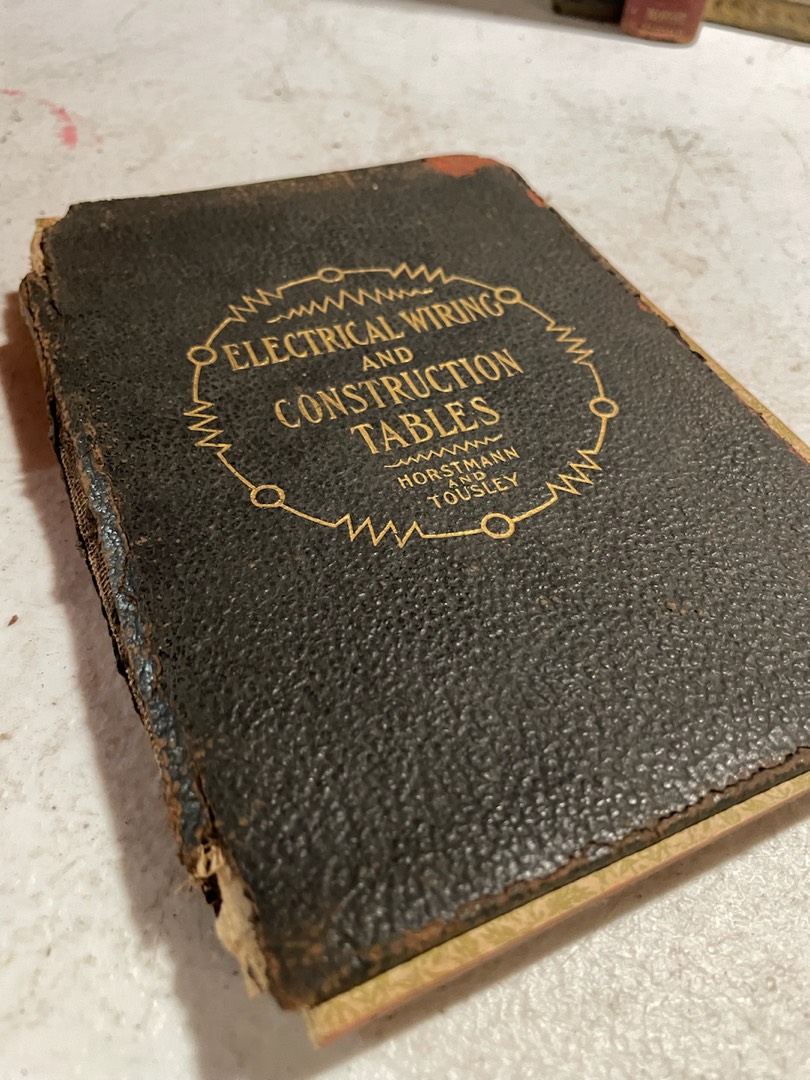 ELECTRICAL WIRING
AND
CONSTRUCTION
TABLES
HORSTMANN
AND
TOUSLEY